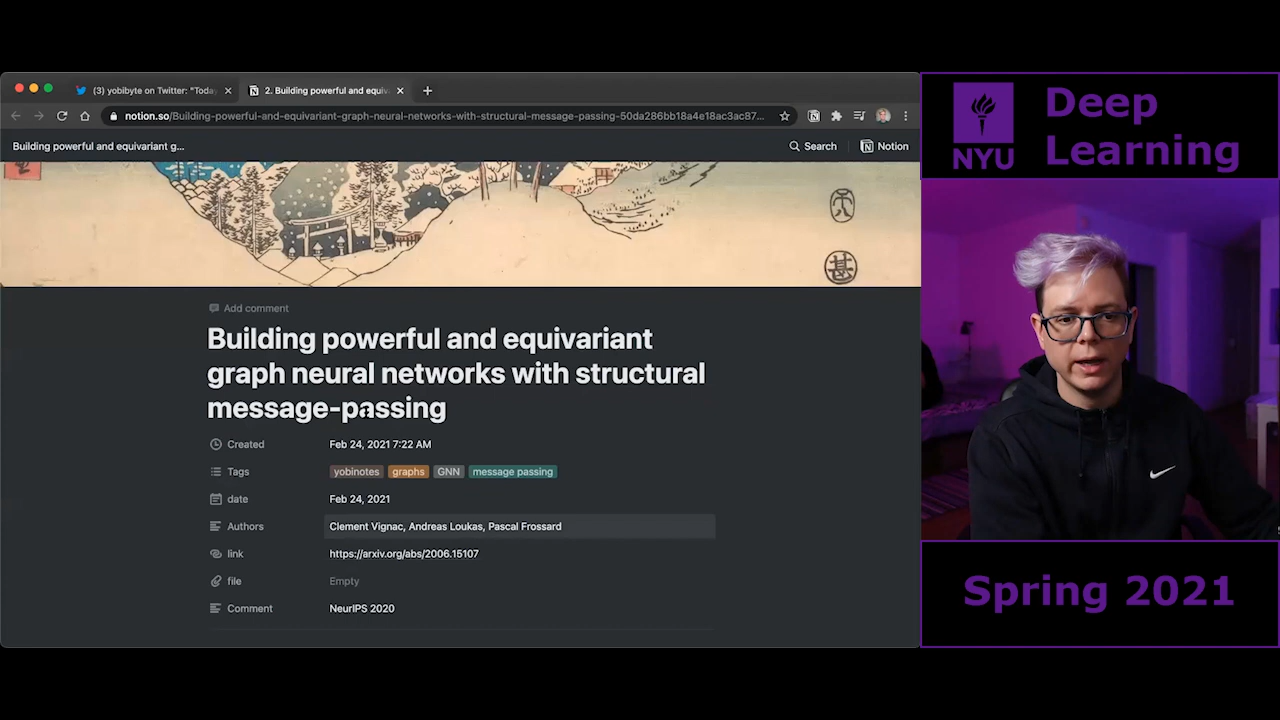 (3) yobibyte on Twitter: "Toda
2. Building powerful and equiv
notion.so/Building-powerful-and-equivariant-graph-neural-networks-with-structural-message-passing-50da286bb18a4e18ac3ac87...
Building powerful and equivariant g...
Search
Notion
Add comment
Building powerful and equivariant
graph neural networks with structural
message-passing
Created Feb 24, 2021 7:22 AM
Tags yobinotes graphs GNN message passing
date Feb 24, 2021
Authors Clement Vignac, Andreas Loukas, Pascal Frossard
link https://arxiv.org/abs/2006.15107
file Empty
Comment NeurIPS 2020
NYU
Deep
Learning
Spring 2021